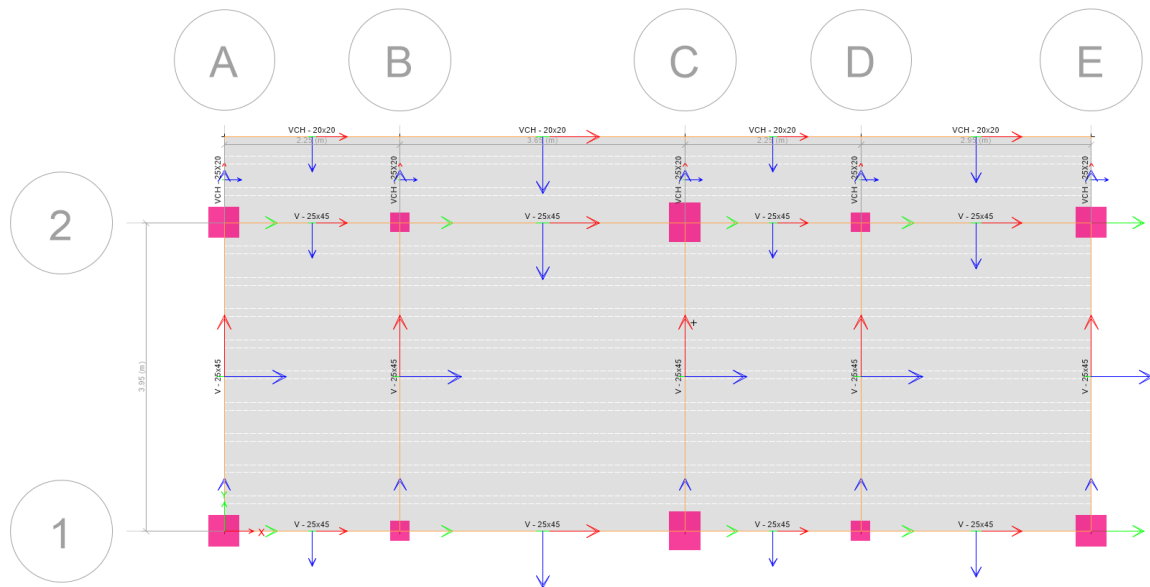 A B C D E
VCH - 20x20 VCH - 20x20 VCH - 20x20 VCH - 20x20
2.25 (m) 3.65 (m) 2.25 (m) 2.95 (m)
VCH - 25X20 VCH - 25X20 VCH - 25X20 VCH - 25X20 VCH - 25X20
2
V - 25x45 V - 25x45 V - 25x45 V - 25x45
3.95 (m)
V - 25x45 V - 25x45 V - 25x45 V - 25x45 V - 25x45
Y
1
X
V - 25x45 V - 25x45 V - 25x45 V - 25x45